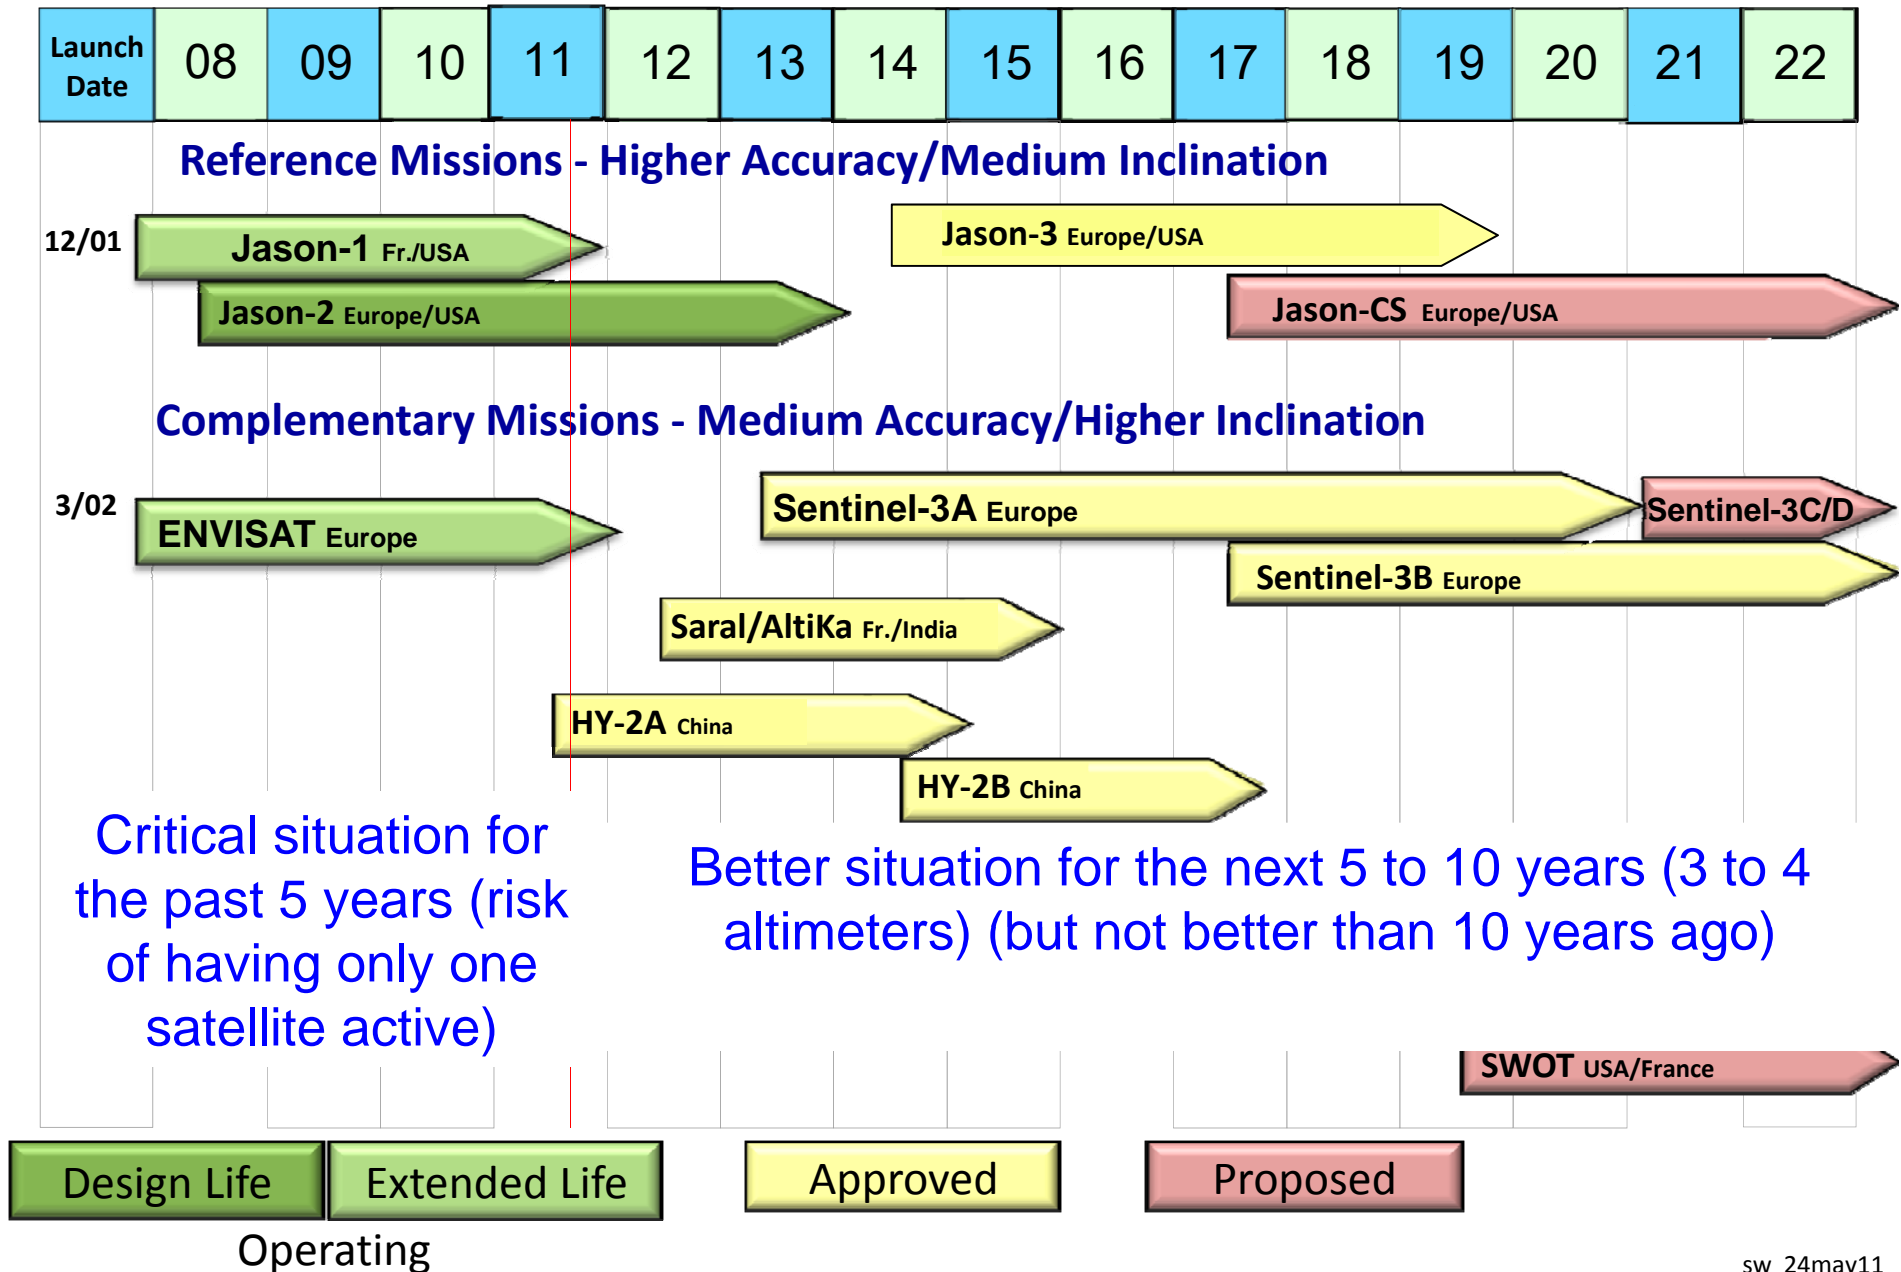 Launch Date
08 09 10 11 12 13 14 15 16 17 18 19 20 21 22
Reference Missions - Higher Accuracy/Medium Inclination
12/01
Jason-1 Fr./USA
Jason-3 Europe/USA
Jason-2 Europe/USA
Jason-CS Europe/USA
Complementary Missions - Medium Accuracy/Higher Inclination
3/02
ENVISAT Europe
Sentinel-3A Europe
Sentinel-3C/D
Sentinel-3B Europe
Saral/AltiKa Fr./India
HY-2A China
HY-2B China
Critical situation for
the past 5 years (risk
of having only one
satellite active)
Better situation for the next 5 to 10 years (3 to 4
altimeters) (but not better than 10 years ago)
SWOT USA/France
Design Life
Extended Life
Approved
Proposed
Operating
sw 24may11